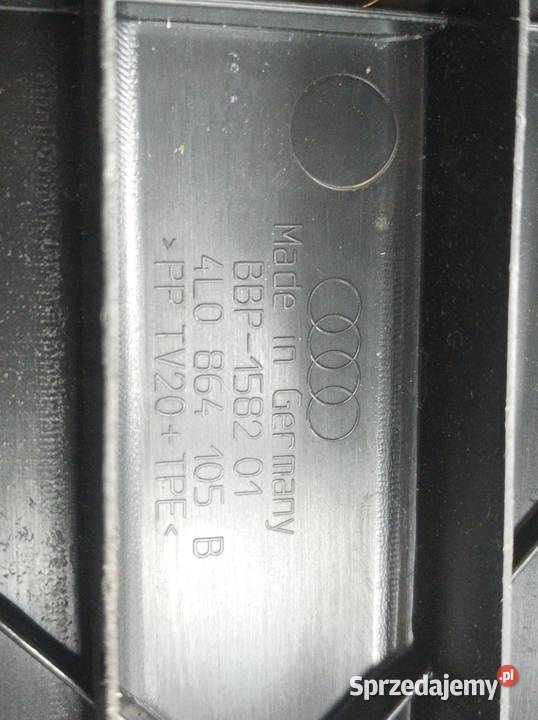 Made in Germany
BBP-1582 01
4L0 864 105 B
>PP TV20+TPE<
Sprzedajemy.pl